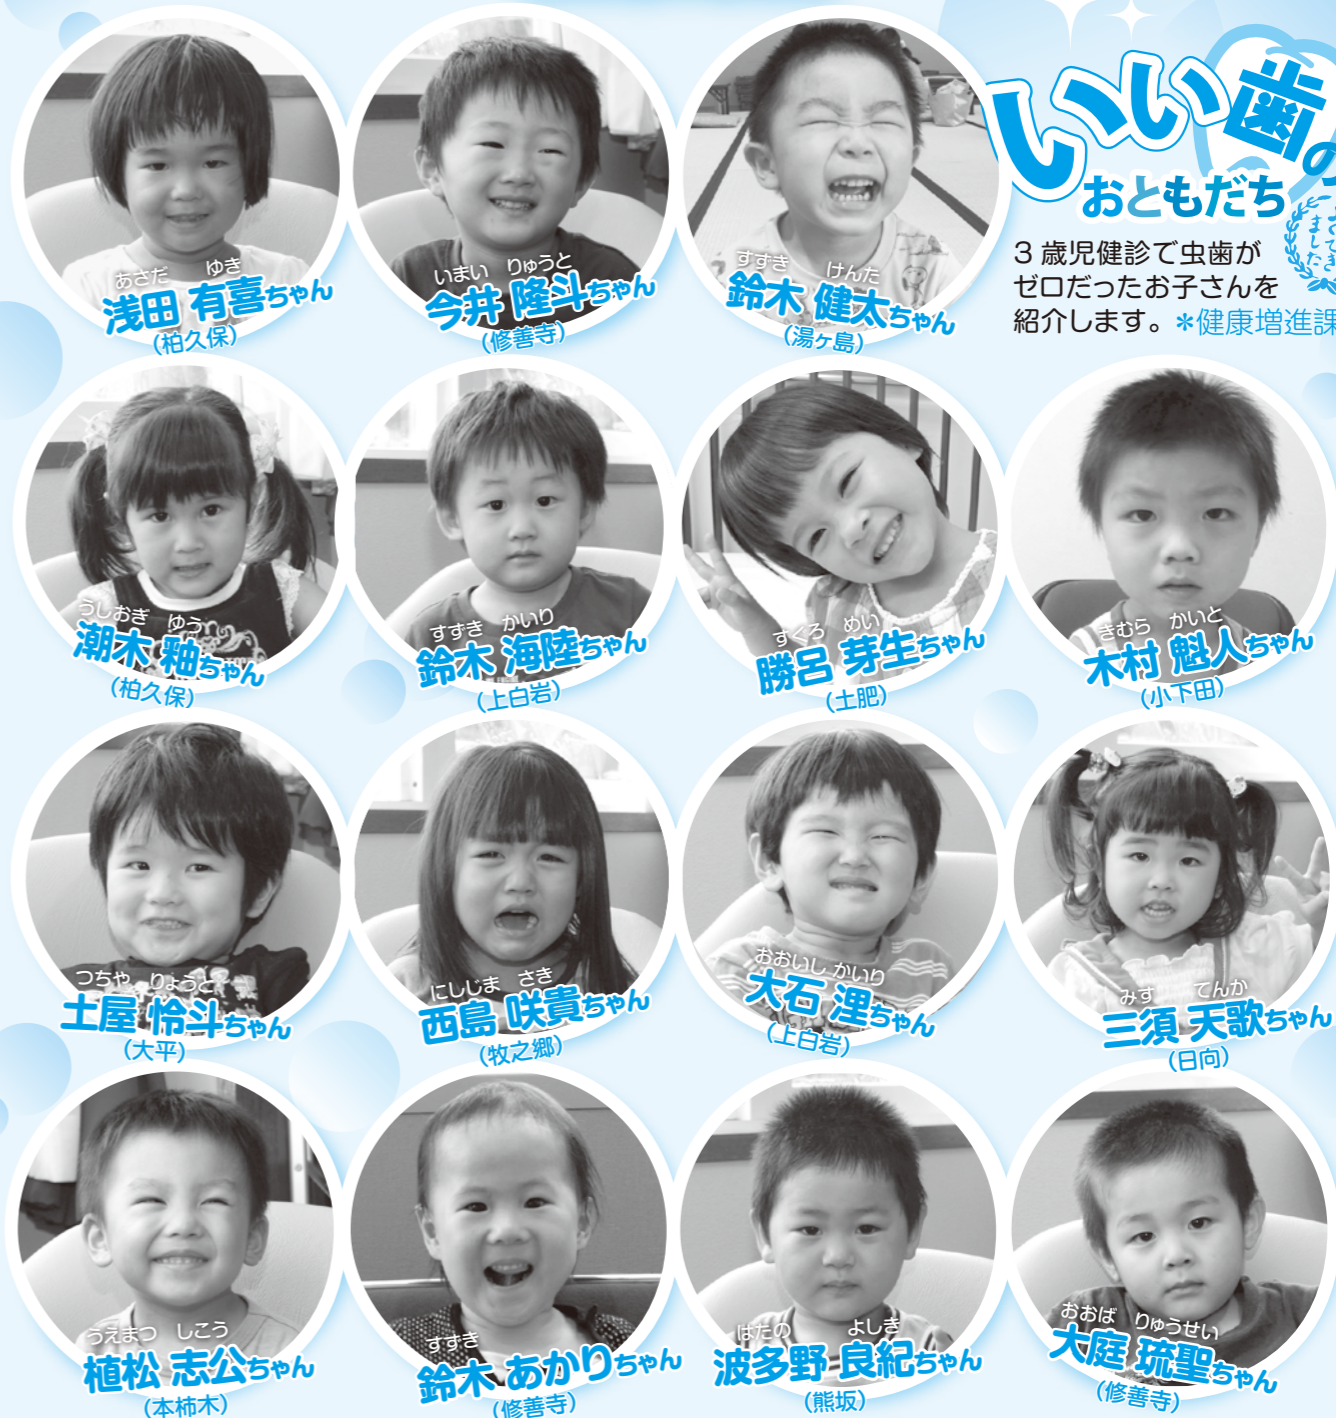 いい歯の
おともだち
3歳児健診で虫歯が
ゼロだったお子さんを
紹介します。＊健康増進課
あさだ ゆき
浅田 有喜ちゃん
（柏久保）
いまい りゅうと
今井 隆斗ちゃん
（修善寺）
すずき けんた
鈴木 健太ちゃん
（湯ヶ島）
うしおぎ ゆう
潮木 釉ちゃん
（柏久保）
すずき かいり
鈴木 海陸ちゃん
（上白岩）
すぐろ めい
勝呂 芽生ちゃん
（土肥）
きむら かいと
木村 魁人ちゃん
（小下田）
つちや りょうと
土屋 怜斗ちゃん
（大平）
にしじま さき
西島 咲貴ちゃん
（牧之郷）
おおいし かいり
大石 浬ちゃん
（上白岩）
みす てんか
三須 天歌ちゃん
（日向）
うえまつ しこう
植松 志公ちゃん
（本柿木）
すずき
鈴木 あかりちゃん
（修善寺）
はたの よしき
波多野 良紀ちゃん
（熊坂）
おおば りゅうせい
大庭 琉聖ちゃん
（修善寺）